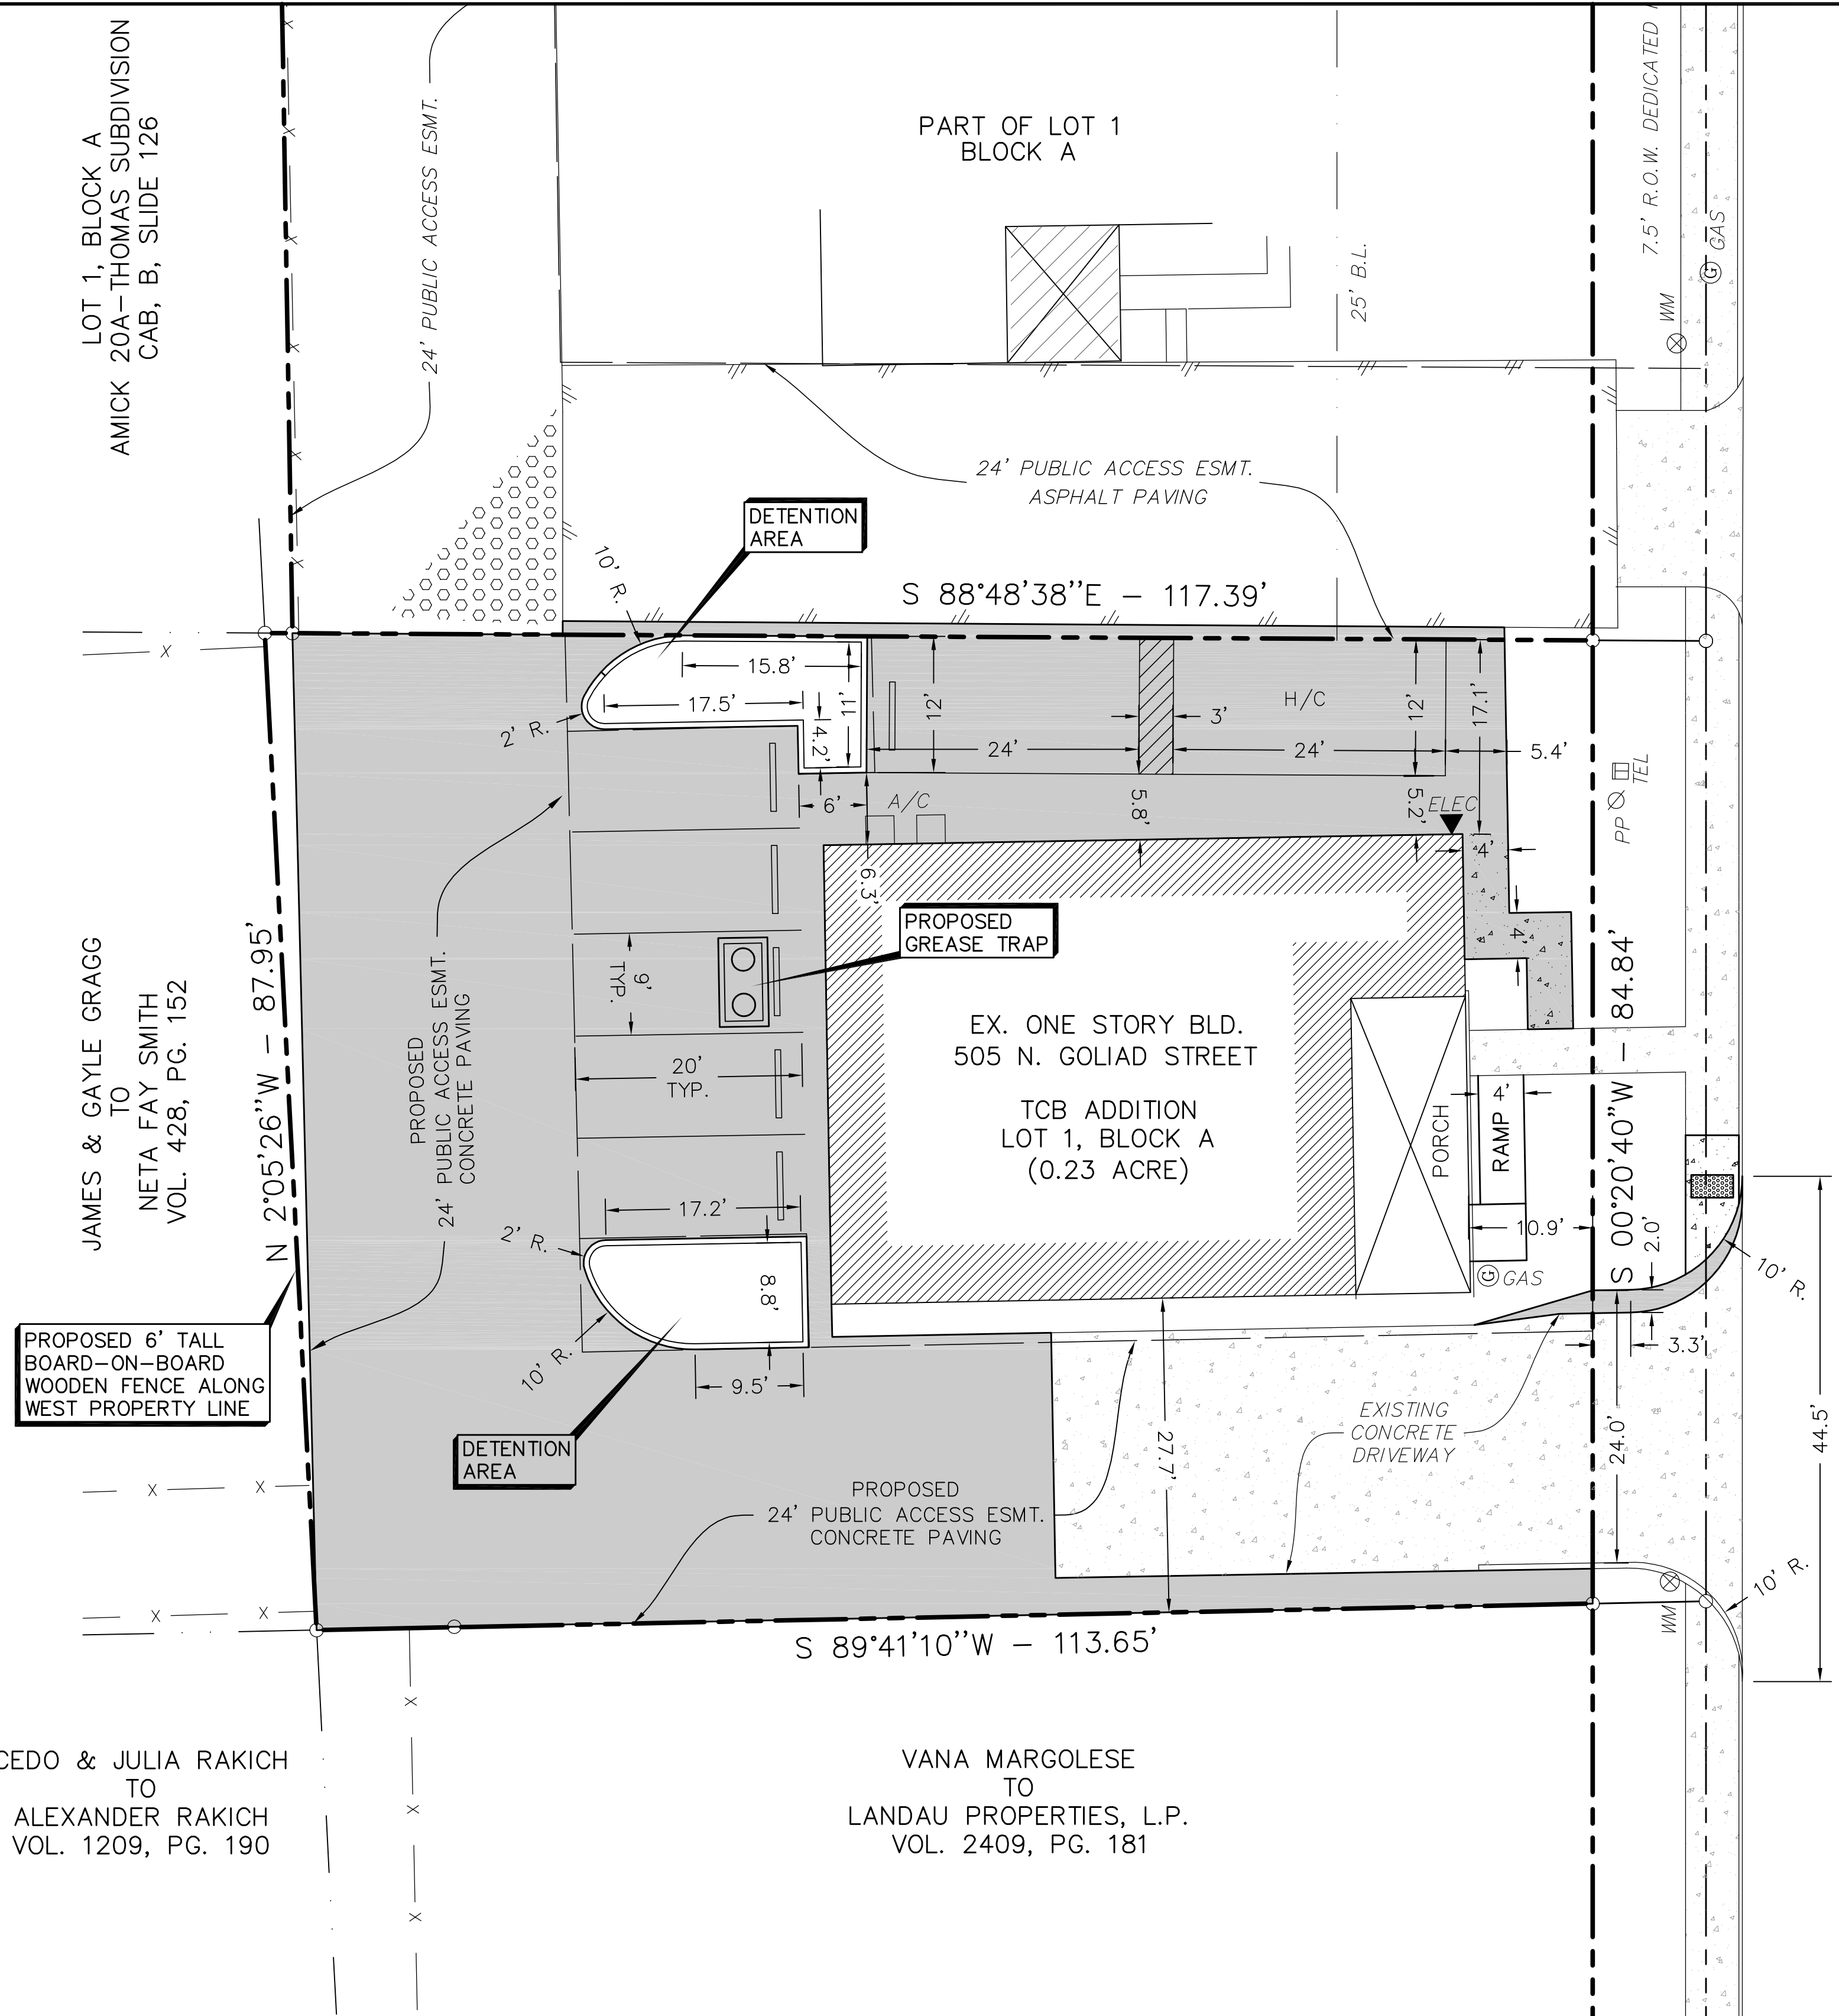 LOT 1, BLOCK A
AMICK 20A-THOMAS SUBDIVISION
CAB, B, SLIDE 126
24' PUBLIC ACCESS ESMT.
PART OF LOT 1
BLOCK A
25' B.L.
7.5' R.O.W. DEDICATED
GAS
G
WM
24' PUBLIC ACCESS ESMT.
ASPHALT PAVING
DETENTION
AREA
10' R.
S 88°48'38"E - 117.39'
15.8'
17.5'
11'
4.2'
2' R.
6'
12'
24'
3'
H/C
24'
12'
17.1'
5.4'
A/C
5.8'
5.2'
ELEC
4'
6.3'
4'
PP
TEL
PROPOSED
GREASE TRAP
9'
TYP.
20'
TYP.
JAMES & GAYLE GRAGG
TO
NETA FAY SMITH
VOL. 428, PG. 152
N 2°05'26"W - 87.95'
PROPOSED
24' PUBLIC ACCESS ESMT.
CONCRETE PAVING
EX. ONE STORY BLD.
505 N. GOLIAD STREET
TCB ADDITION
LOT 1, BLOCK A
(0.23 ACRE)
PORCH
RAMP
4'
S 00°20'40"W - 84.84'
10.9'
2.0'
G GAS
10' R.
3.3'
17.2'
2' R.
8.8'
10' R.
9.5'
PROPOSED 6' TALL
BOARD-ON-BOARD
WOODEN FENCE ALONG
WEST PROPERTY LINE
DETENTION
AREA
27.7'
EXISTING
CONCRETE
DRIVEWAY
24.0'
44.5'
PROPOSED
24' PUBLIC ACCESS ESMT.
CONCRETE PAVING
10' R.
WM
S 89°41'10"W - 113.65'
CEDO & JULIA RAKICH
TO
ALEXANDER RAKICH
VOL. 1209, PG. 190
VANA MARGOLESE
TO
LANDAU PROPERTIES, L.P.
VOL. 2409, PG. 181